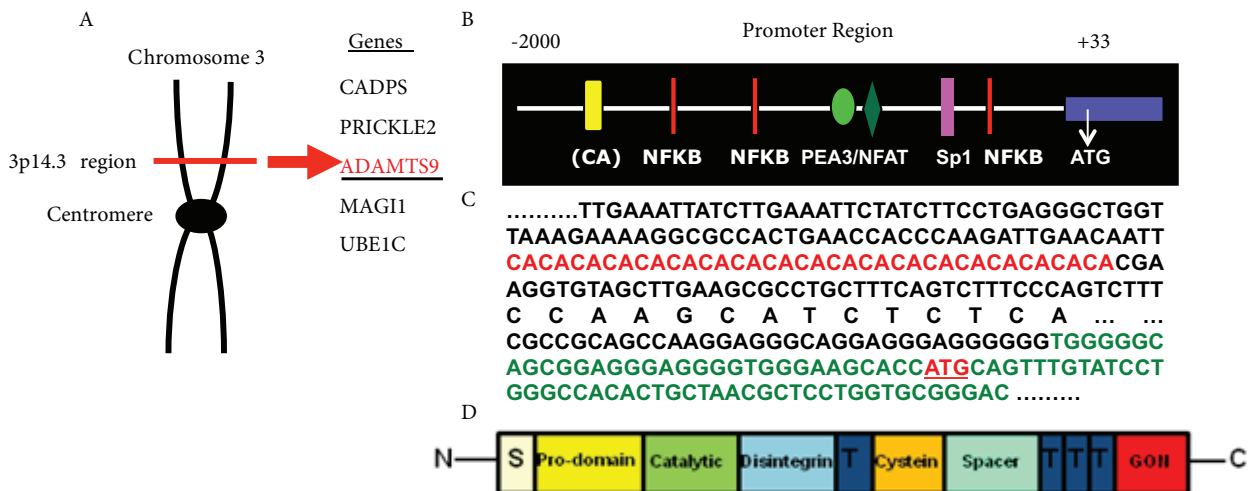 A
Chromosome 3
3p14.3 region
Centromere
Genes
CADPS
PRICKLE2
ADAMTS9
MAGI1
UBE1C
B
Promoter Region
-2000
+33
(CA)
NFKB
NFKB
PEA3/NFAT
Sp1
NFKB
ATG
C
..........TTGAAATTATCTTGAAATTCTATCTTCCTGAGGGCTGGT
TAAAGAAAAGGCGCCACTGAACCACCCAAGATTGAACAATT
CACACACACACACACACACACACACACACACACACACACGA
AGGTGTAGCTTGAAGCGCCTGCTTTCAGTCTTTCCCAGTCTTT
C C A A G C A T C T C T C A ... ...
CGCCGCAGCCAAGGAGGGCAGGAGGGAGGGGGGTGGGGGC
AGCGGAGGGAGGGGTGGGAAGCACCATGCAGTTTGTATCCT
GGGCCACACTGCTAACGCTCCTGGTGCGGGAC .........
D
N
S
Pro-domain
Catalytic
Disintegrin
T
Cystein
Spacer
T
T
T
GON
C